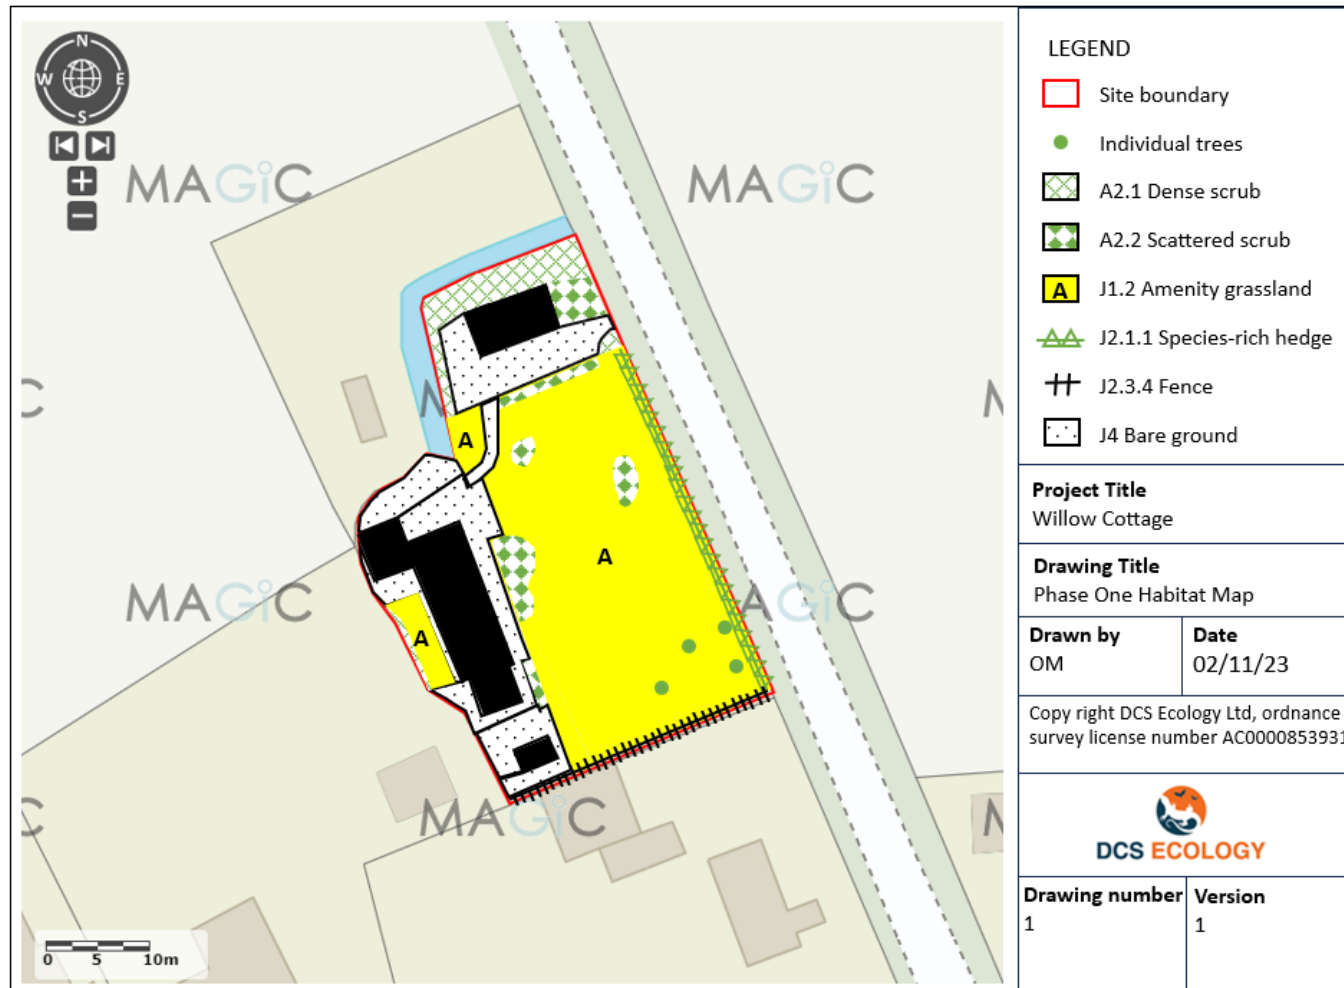 N
W E
S
MAGiC
MAGiC
A
A
A
MAGiC
MAGiC
0 5 10m
LEGEND
Site boundary
Individual trees
A2.1 Dense scrub
A2.2 Scattered scrub
A J1.2 Amenity grassland
J2.1.1 Species-rich hedge
J2.3.4 Fence
J4 Bare ground
Project Title
Willow Cottage
Drawing Title
Phase One Habitat Map
Drawn by
OM
Date
02/11/23
Copy right DCS Ecology Ltd, ordnance
survey license number AC0000853931
DCS ECOLOGY
Drawing number
1
Version
1